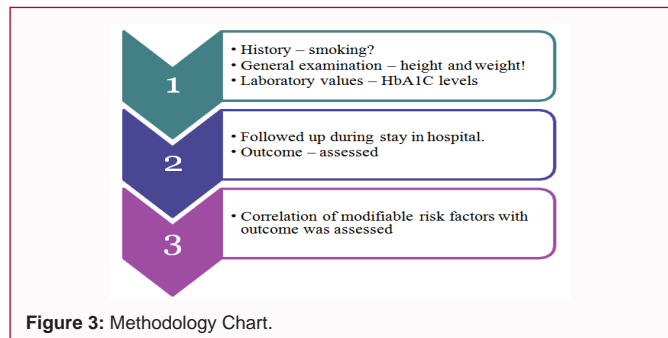 1
• History – smoking?
• General examination – height and weight!
• Laboratory values – HbA1C levels
2
• Followed up during stay in hospital.
• Outcome – assessed
3
• Correlation of modifiable risk factors with
outcome was assessed
Figure 3: Methodology Chart.